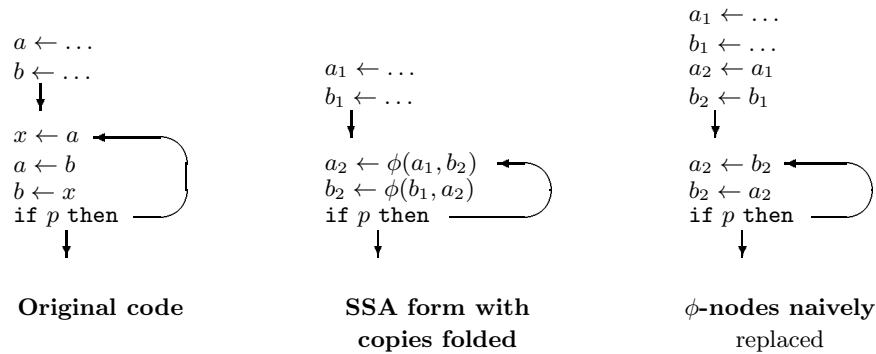 a ← …
b ← …
x ← a
a ← b
b ← x
if p then
Original code
a₁ ← …
b₁ ← …
a₂ ← ϕ(a₁, b₂)
b₂ ← ϕ(b₁, a₂)
if p then
SSA form with
copies folded
a₁ ← …
b₁ ← …
a₂ ← a₁
b₂ ← b₁
a₂ ← b₂
b₂ ← a₂
if p then
ϕ-nodes naively
replaced